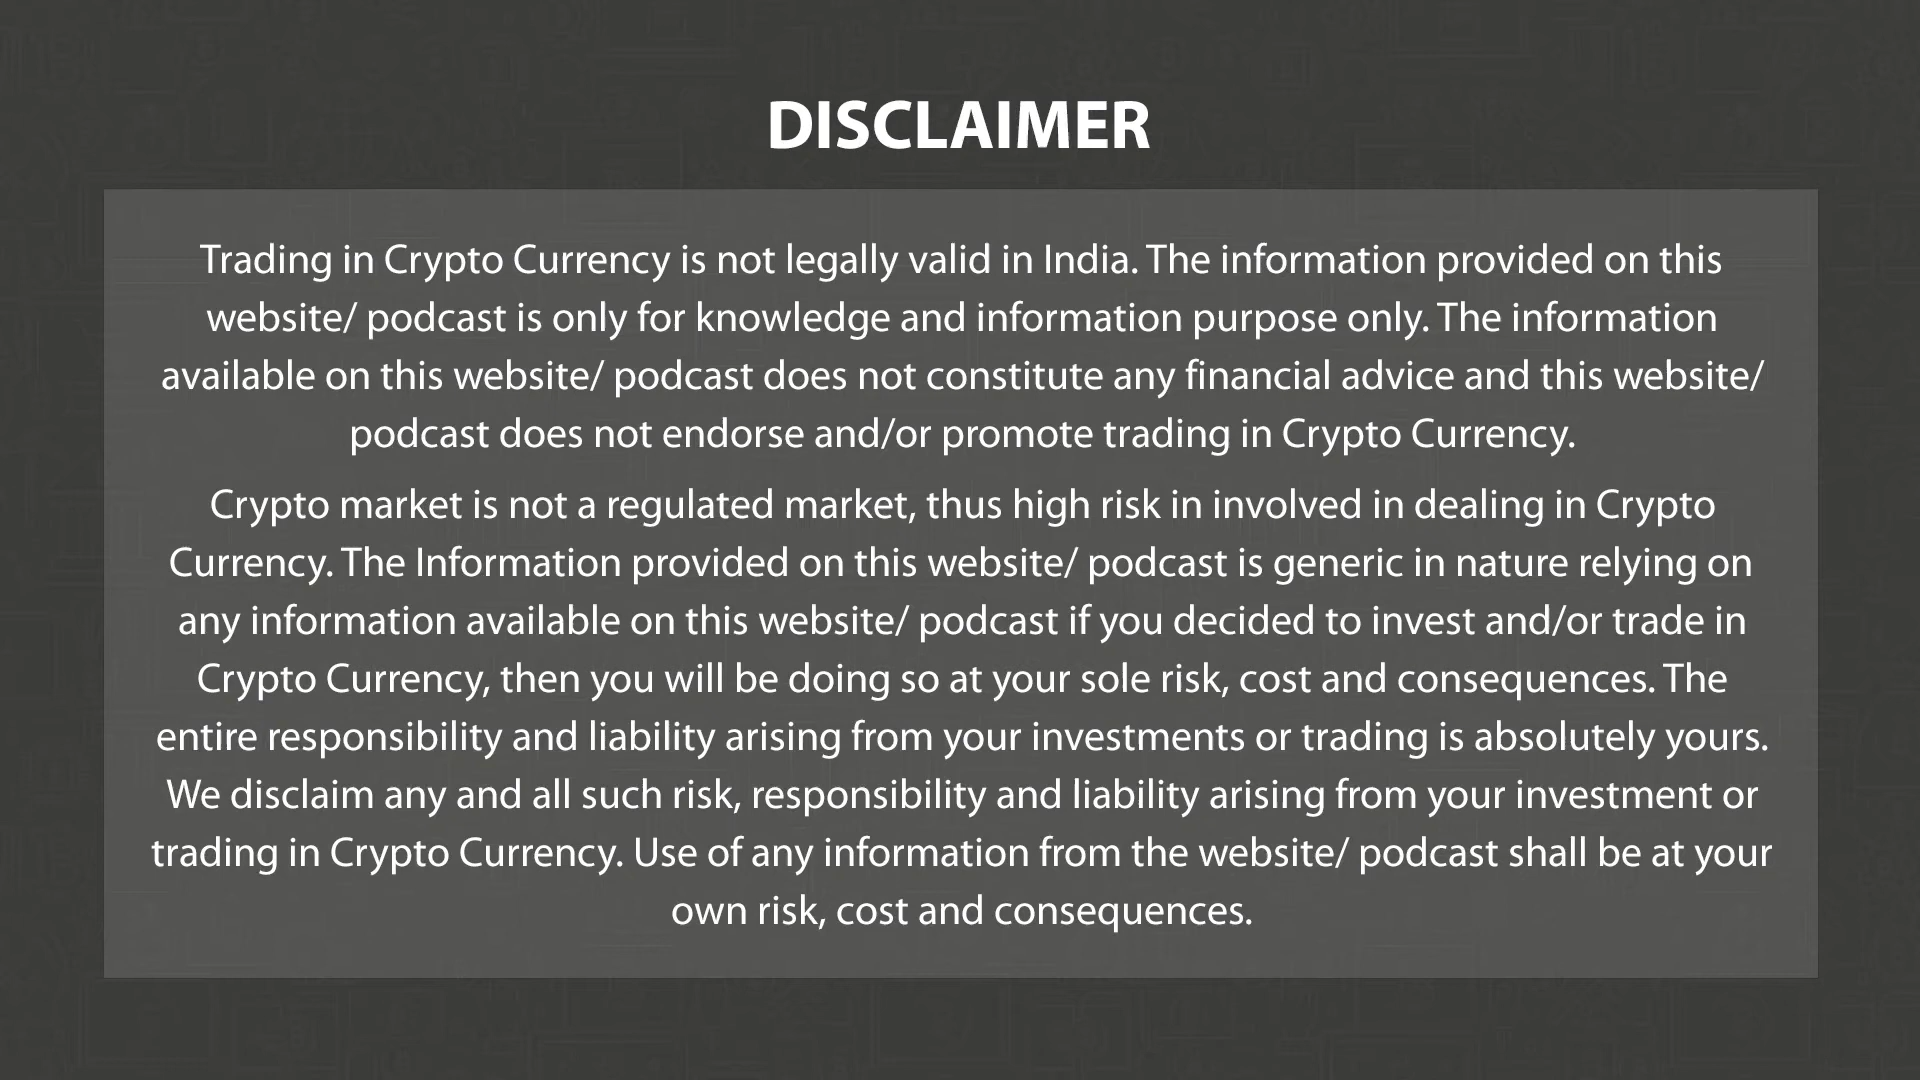 DISCLAIMER
Trading in Crypto Currency is not legally valid in India. The information provided on this
website/ podcast is only for knowledge and information purpose only. The information
available on this website/ podcast does not constitute any financial advice and this website/
podcast does not endorse and/or promote trading in Crypto Currency.
Crypto market is not a regulated market, thus high risk in involved in dealing in Crypto
Currency. The Information provided on this website/ podcast is generic in nature relying on
any information available on this website/ podcast if you decided to invest and/or trade in
Crypto Currency, then you will be doing so at your sole risk, cost and consequences. The
entire responsibility and liability arising from your investments or trading is absolutely yours.
We disclaim any and all such risk, responsibility and liability arising from your investment or
trading in Crypto Currency. Use of any information from the website/ podcast shall be at your
own risk, cost and consequences.